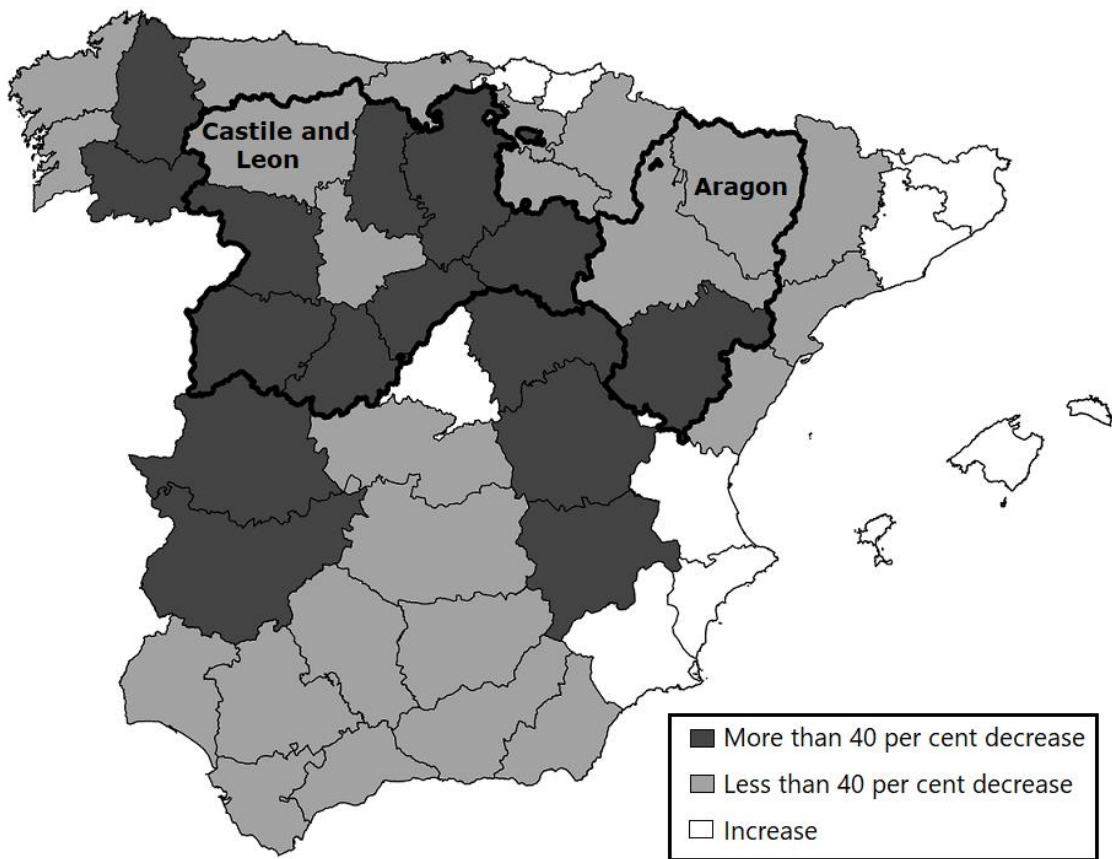 Castile and
Leon
Aragon
More than 40 per cent decrease
Less than 40 per cent decrease
Increase